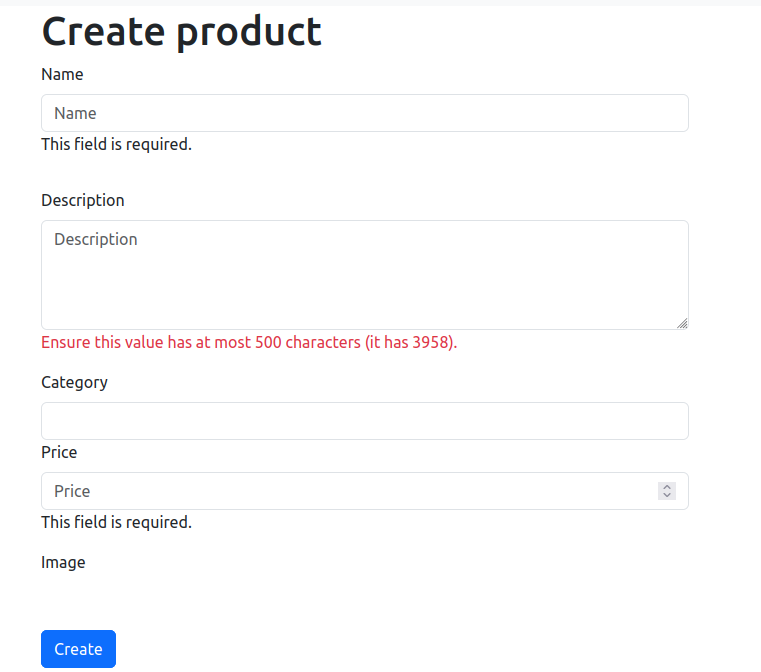 Create product
Name
Name
This field is required.
Description
Description
Ensure this value has at most 500 characters (it has 3958).
Category
Price
Price
This field is required.
Image
Create